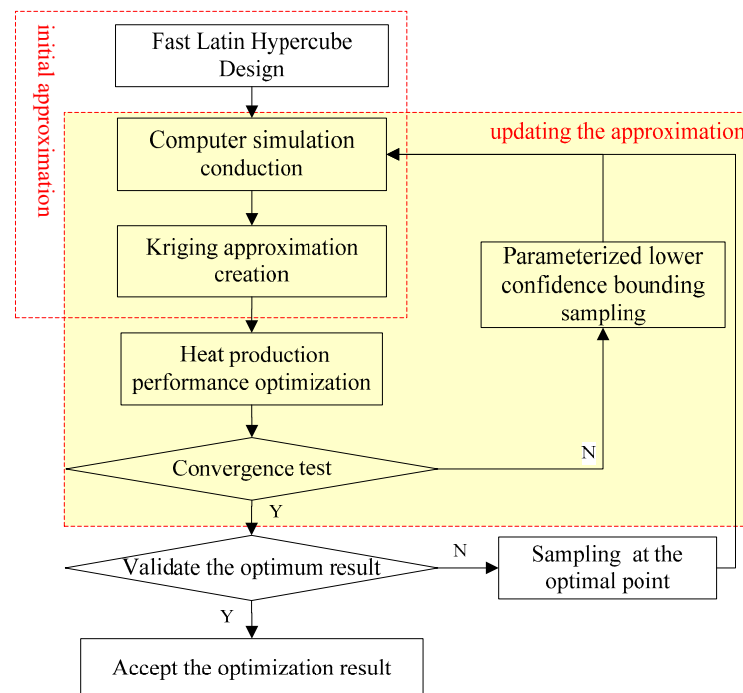 initial approximation
Fast Latin Hypercube
Design
updating the approximation
Computer simulation
conduction
Kriging approximation
creation
Parameterized lower
confidence bounding
sampling
Heat production
performance optimization
Convergence test
N
Y
Validate the optimum result
N
Sampling at the
optimal point
Y
Accept the optimization result